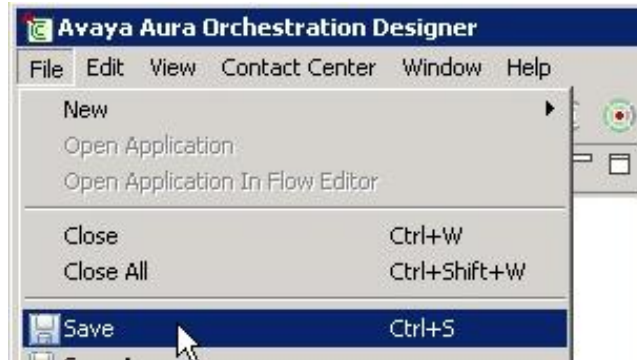 Avaya Aura Orchestration Designer
File Edit View Contact Center Window Help
New
Open Application
Open Application In Flow Editor
Close Ctrl+W
Close All Ctrl+Shift+W
Save Ctrl+S